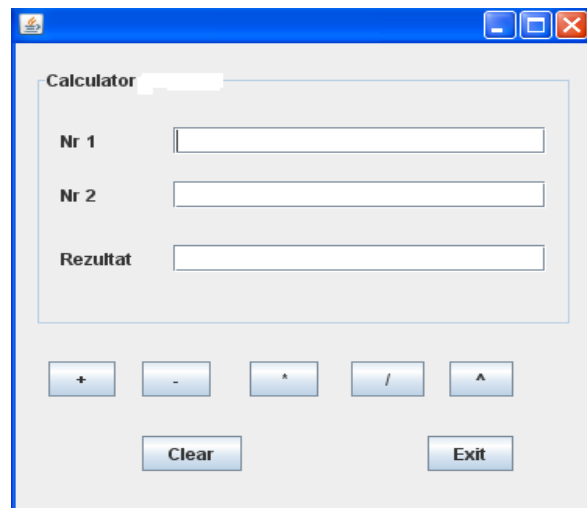 Calculator
Nr 1
Nr 2
Rezultat
+ - * / ^
Clear Exit